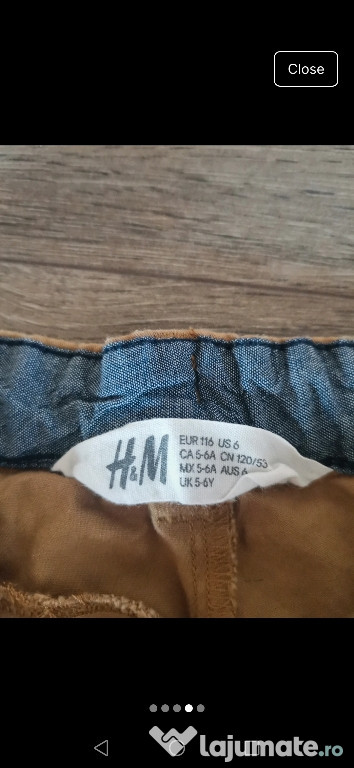 Close
H&M
EUR 116 US 6
CA 5-6A CN 120/53
MX 5-6A AUS 6
UK 5-6Y
lajumate.ro